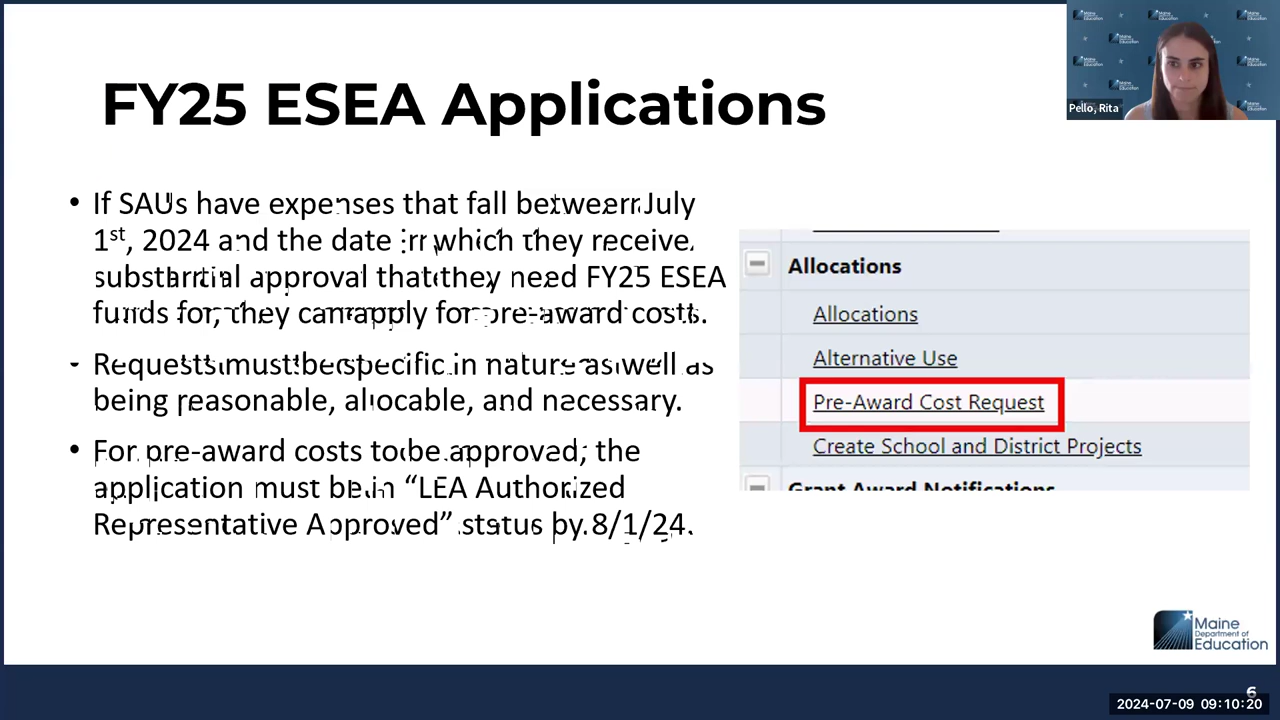 FY25 ESEA Applications
• If SAUs have expenses that fall between July
1st, 2024 and the date in which they receive
substantial approval that they need FY25 ESEA
funds for, they can apply for pre-award costs.
• Requests must be specific in nature as well as
being reasonable, allocable, and necessary.
• For pre-award costs to be approved, the
application must be in “LEA Authorized
Representative Approved” status by 8/1/24.
Allocations
Allocations
Alternative Use
Pre-Award Cost Request
Create School and District Projects
Grant Award Notifications
Pello, Rita
Maine
Department of
Education
6
2024-07-09 09:10:20